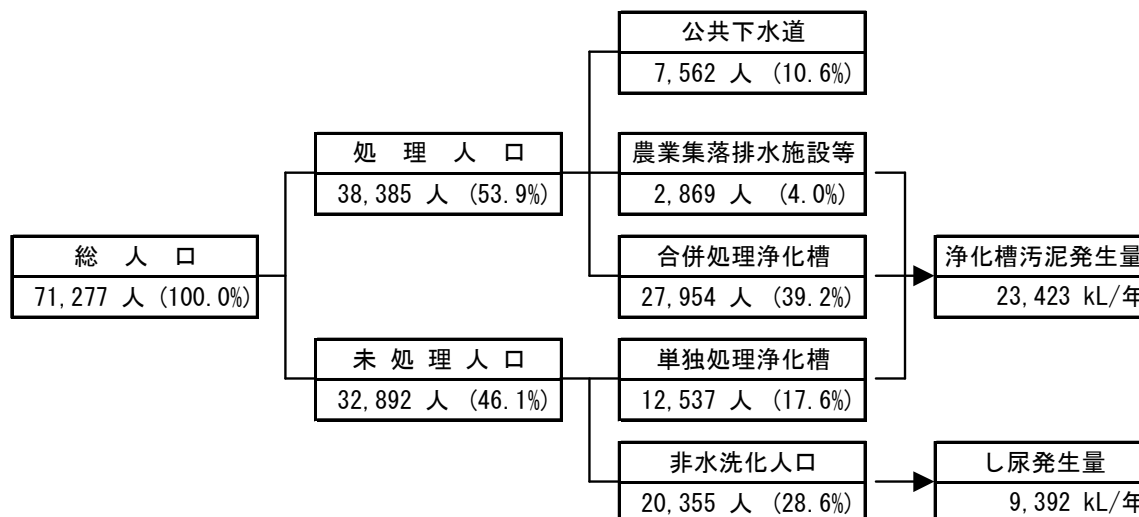 公共下水道
7,562 人 (10.6%)
処理人口
38,385 人 (53.9%)
農業集落排水施設等
2,869 人 (4.0%)
総人口
71,277 人 (100.0%)
合併処理浄化槽
27,954 人 (39.2%)
浄化槽汚泥発生量
23,423 kL/年
未処理人口
32,892 人 (46.1%)
単独処理浄化槽
12,537 人 (17.6%)
非水洗化人口
20,355 人 (28.6%)
し尿発生量
9,392 kL/年